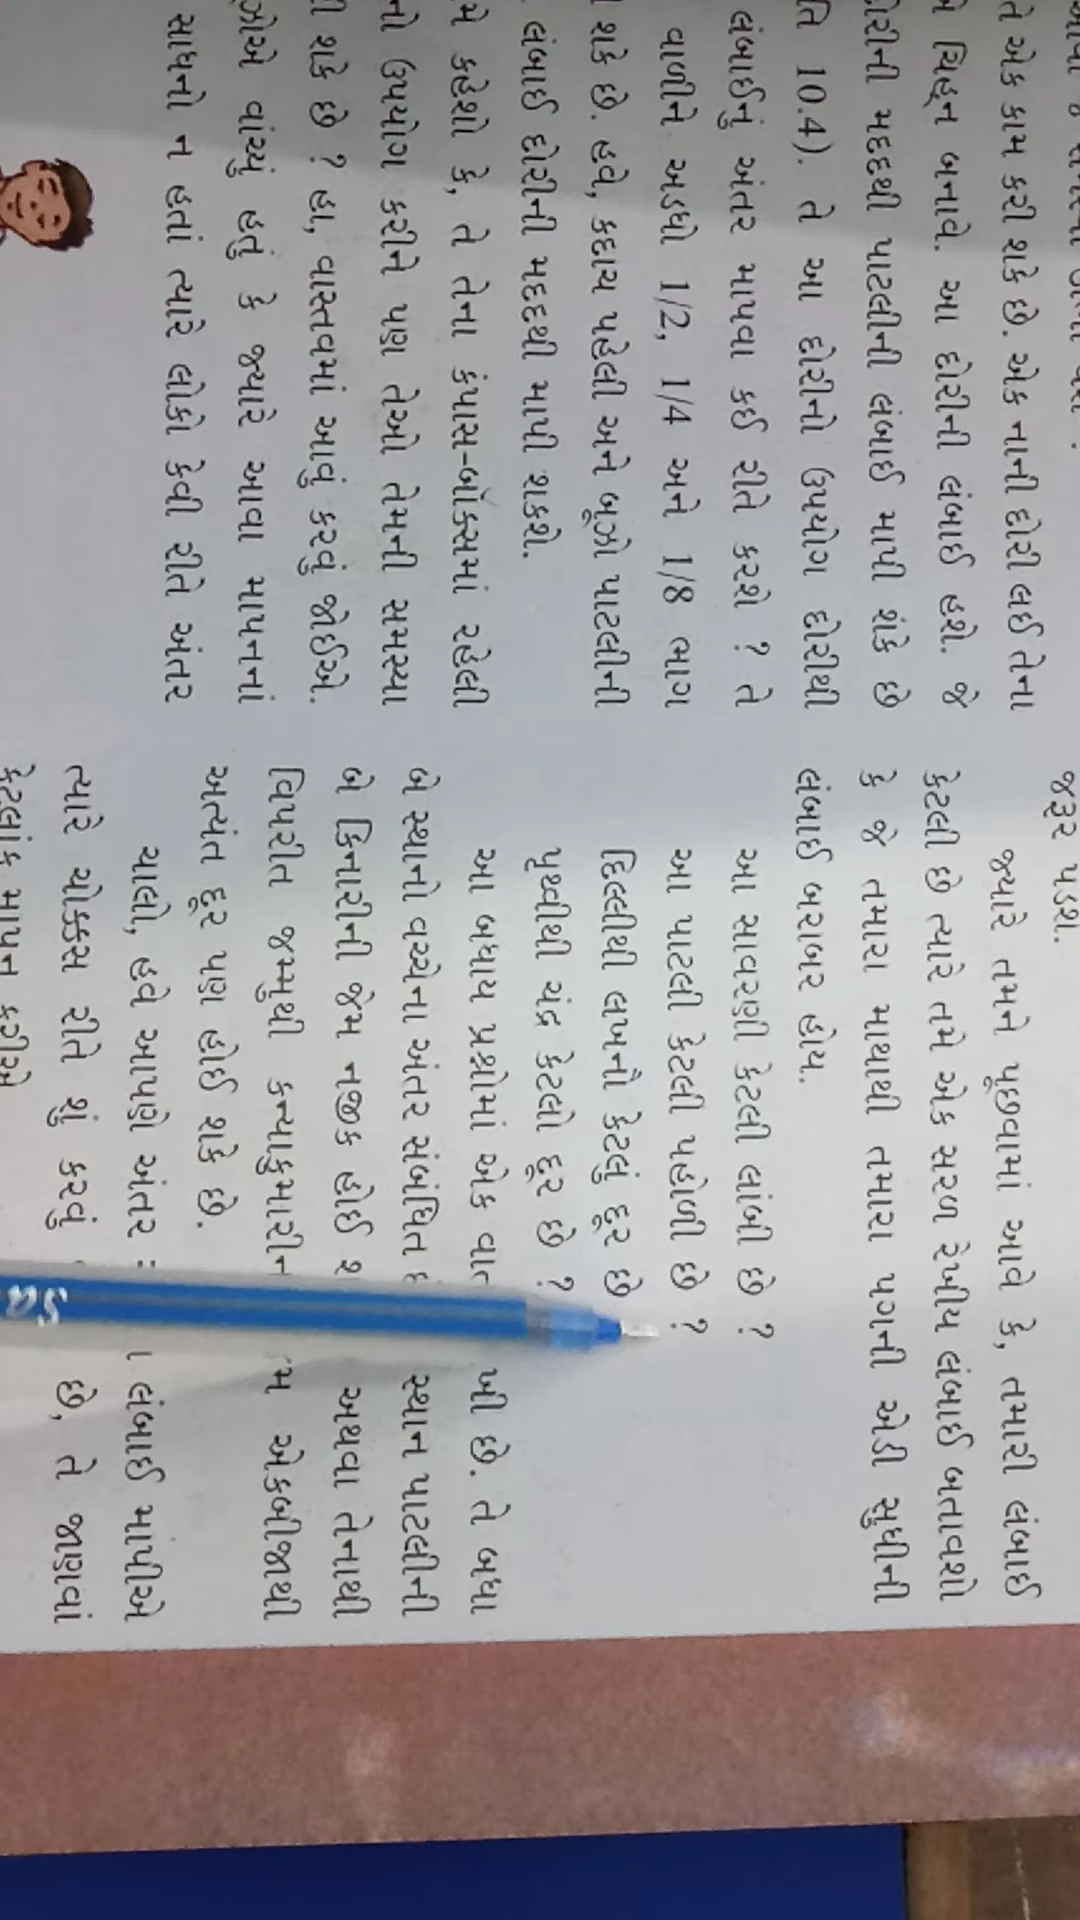 તે એક કામ કરી શકે છે. એક નાની દોરી લઈ તેના
ચિહ્ન બનાવે. આ દોરીની લંબાઈ હશે. જે
મદદથી પાટલીની લંબાઈ માપી શકે છે
10.4). તે આ દોરીનો ઉપયોગ દોરીથી
લંબાઈનું અંતર માપવા કઈ રીતે કરશે ? તે
વાળીને અડધો 1/2, 1/4 અને 1/8 ભાગ
શકે છે. હવે, કદાચ પહેલી અને બૂઝો પાટલીની
લંબાઈ દોરીની મદદથી માપી શકશે.
કહેશો કે, તે તેના કંપાસ-બૉક્સમાં રહેલી
નો ઉપયોગ કરીને પણ તેઓ તેમની સમસ્યા
શકે છે ? હા, વાસ્તવમાં આવું કરવું જોઈએ.
વાંચ્યું હતું કે જ્યારે આવા માપનનાં
સાધનો ન હતાં ત્યારે લોકો કેવી રીતે અંતર
જરૂર પડશે.
જ્યારે તમને પૂછવામાં આવે કે, તમારી લંબાઈ
કેટલી છે ત્યારે તમે એક સરળ રેખીય લંબાઈ બતાવશો
કે જે તમારા માથાથી તમારા પગની એડી સુધીની
લંબાઈ બરાબર હોય.
આ સાવરણી કેટલી લાંબી છે ?
આ પાટલી કેટલી પહોળી છે ?
દિલ્લીથી લખનૌ કેટલું દૂર છે
પૃથ્વીથી ચંદ્ર કેટલો દૂર છે ?
આ બધાય પ્રશ્નોમાં એક છે. તે બધા
બે સ્થાનો વચ્ચેના અંતર સંબંધિત સ્થાન પાટલીની
બે કિનારીની જેમ નજીક હોઈ અથવા તેનાથી
વિપરીત જમ્મુથી એકબીજાથી
અત્યંત દૂર પણ હોઈ શકે છે.
ચાલો, હવે આપણે અંતર લંબાઈ માપીએ
ત્યારે ચોક્કસ રીતે શું કરવું છે, તે જાણવાં
કેટલાંક માપન કરીએ